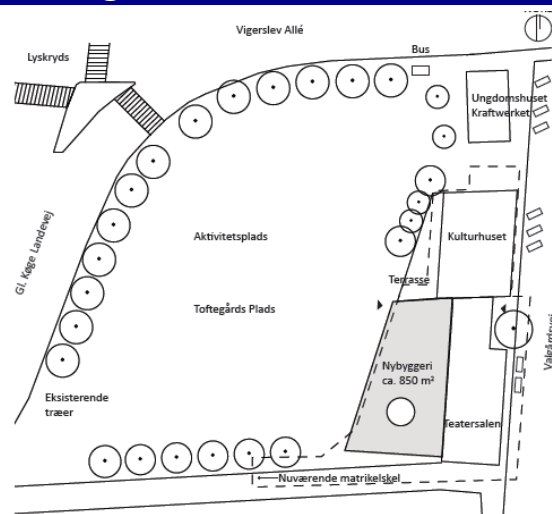 Vigerslev Allé
Lyskryds
Bus
Ungdomshuset
Kraftwerket
Gl. Køge Landevej
Aktivitetsplads
Kulturhuset
Terrasse
Toftegårds Plads
Valgårdsvej
Nybyggeri
ca. 850 m²
Eksisterende
træer
Teatersalen
Nuværende matrikelskel